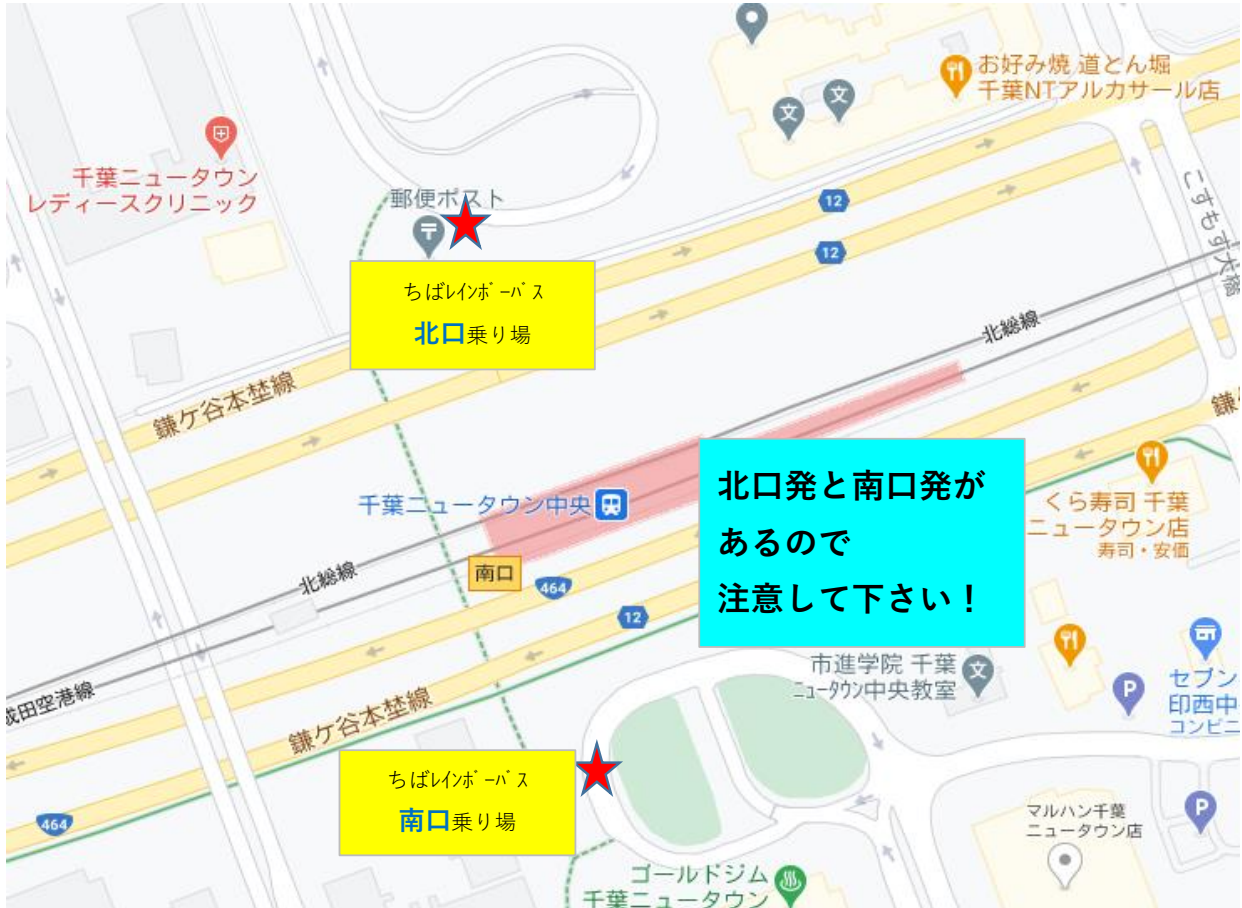 お好み焼 道とん堀
千葉NTアルカサール店
千葉ニュータウン
レディースクリニック
郵便ポスト
12
12
こすもす大橋
ちばﾚｲﾝﾎﾞｰﾊﾞｽ
北口乗り場
北総線
鎌ケ谷本埜線
北口発と南口発が
あるので
注意して下さい！
千葉ニュータウン中央
くら寿司 千葉
ニュータウン店
寿司・安価
北総線
南口
464
12
市進学院 千葉
ﾆｭｰﾀｳﾝ中央教室
P
セブン
印西中
コンビニ
成田空港線
鎌ケ谷本埜線
ちばﾚｲﾝﾎﾞｰﾊﾞｽ
南口乗り場
464
マルハン千葉
ニュータウン店
P
ゴールドジム
千葉ニュータウン